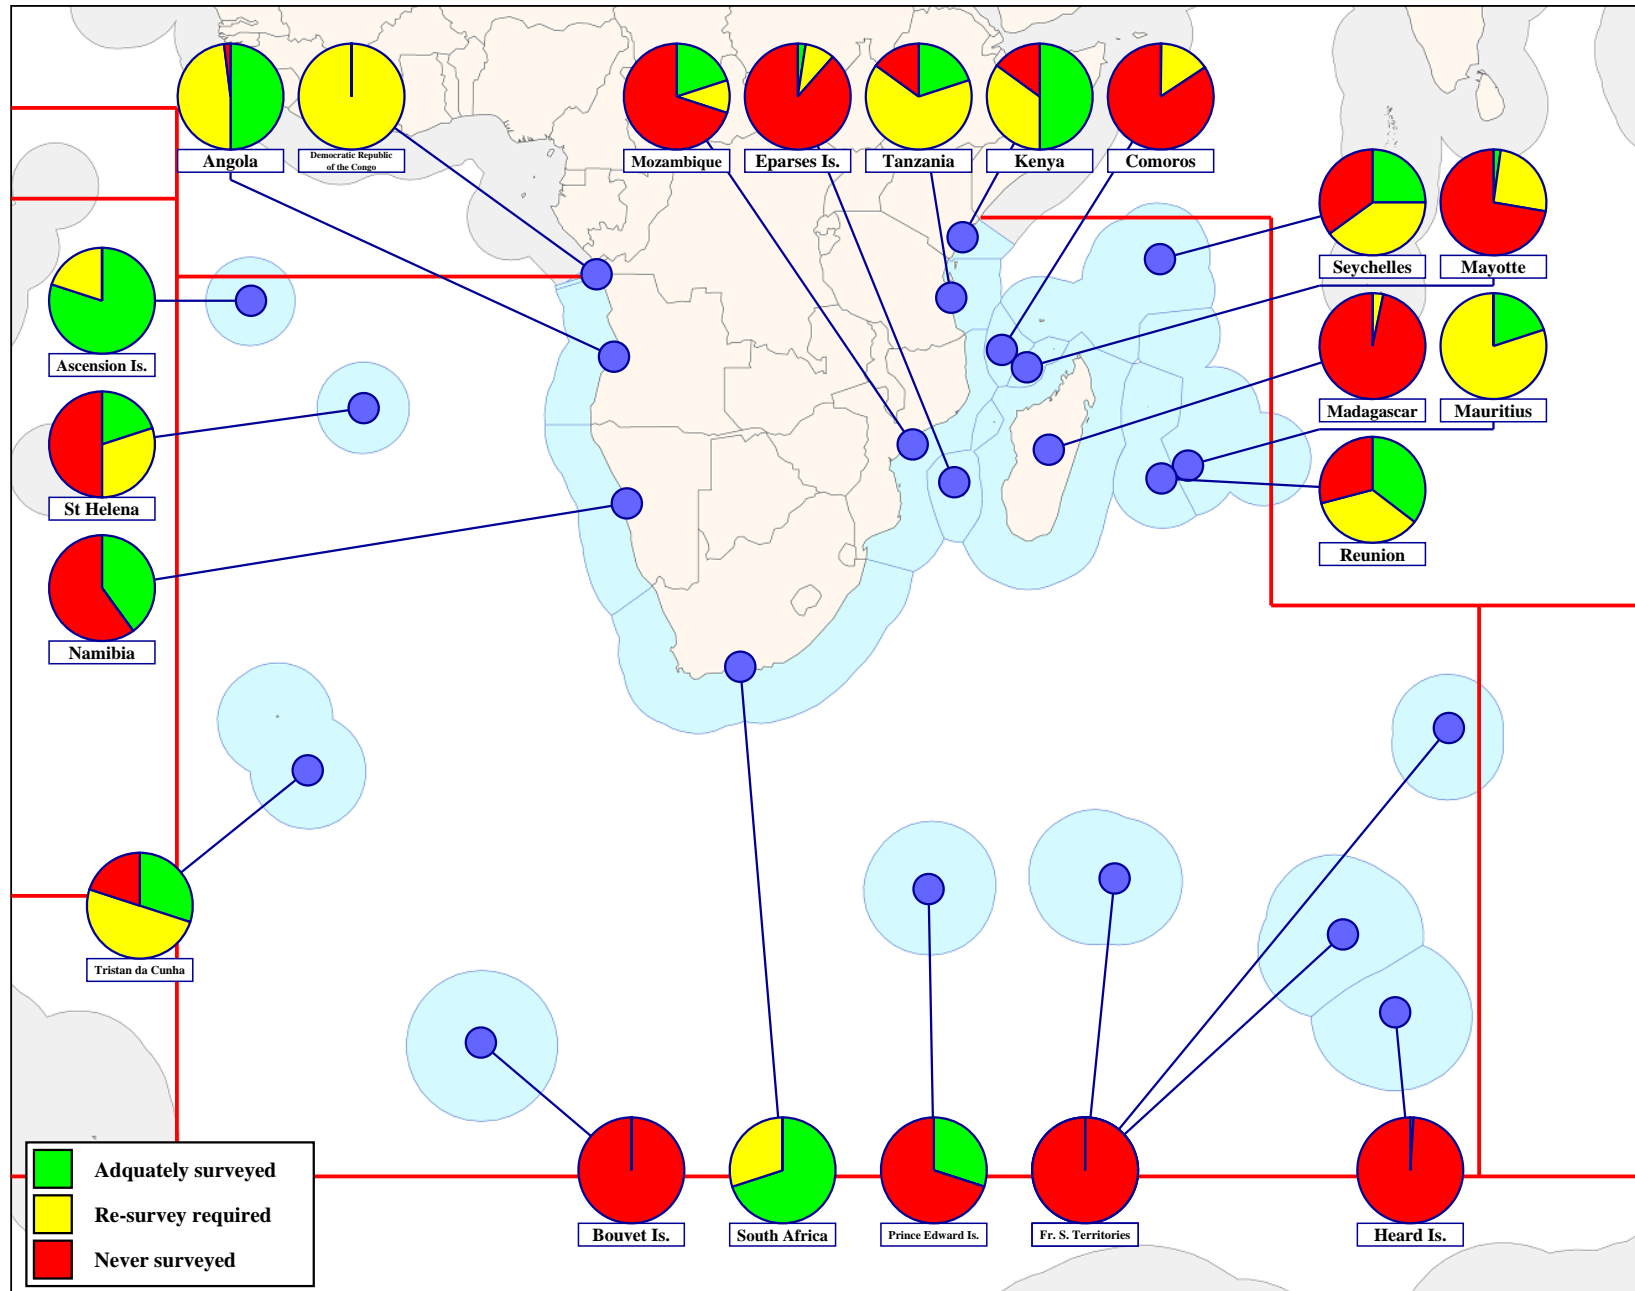 Angola
Democratic Republic
of the Congo
Mozambique
Eparses Is.
Tanzania
Kenya
Comoros
Seychelles
Mayotte
Ascension Is.
Madagascar
Mauritius
St Helena
Reunion
Namibia
Tristan da Cunha
Bouvet Is.
South Africa
Prince Edward Is.
Fr. S. Territories
Heard Is.
Adquately surveyed
Re-survey required
Never surveyed